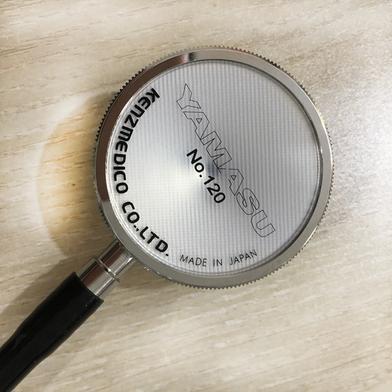 YAMASU
No.120
KENZMEDICO CO.,LTD.
MADE IN JAPAN